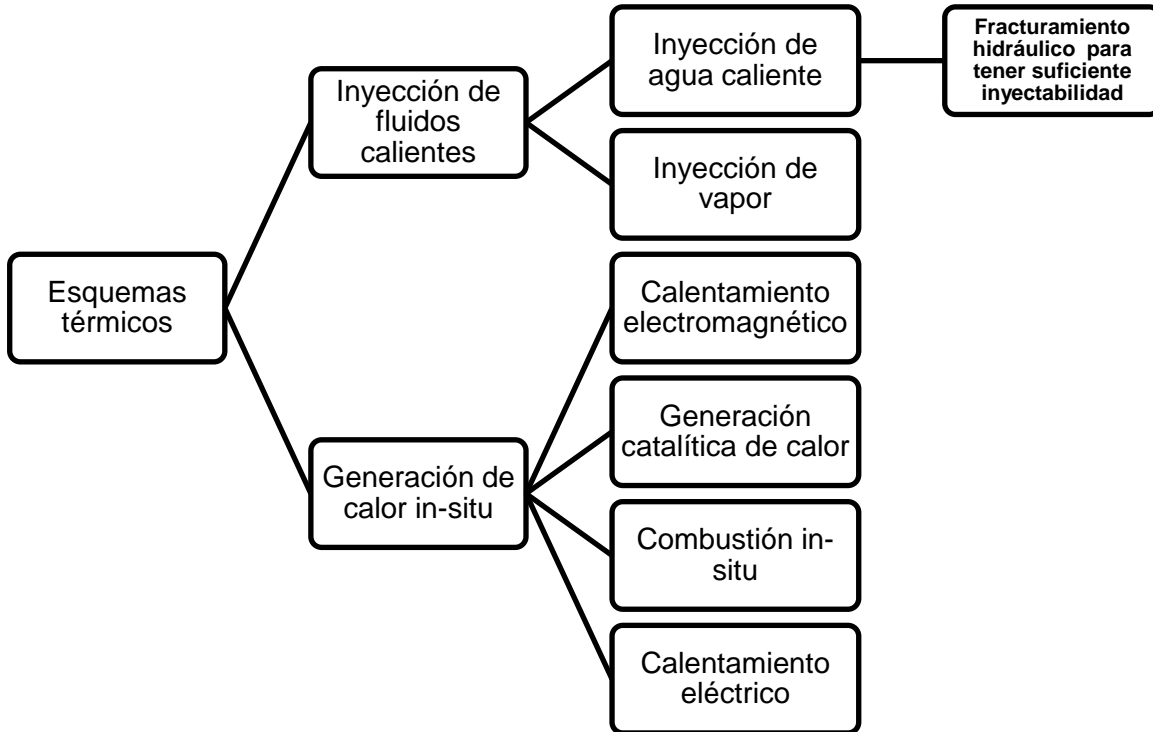 Esquemas
térmicos
Inyección de
fluidos
calientes
Inyección de
agua caliente
Fracturamiento
hidráulico para
tener suficiente
inyectabilidad
Inyección de
vapor
Generación de
calor in-situ
Calentamiento
electromagnético
Generación
catalítica de calor
Combustión in-
situ
Calentamiento
eléctrico